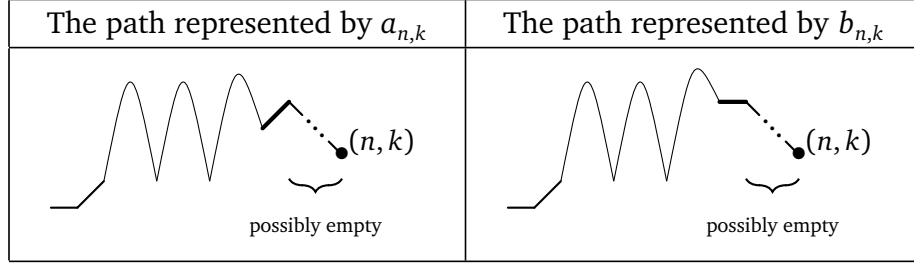 The path represented by $a_{n,k}$
The path represented by $b_{n,k}$
$(n, k)$
possibly empty
$(n, k)$
possibly empty